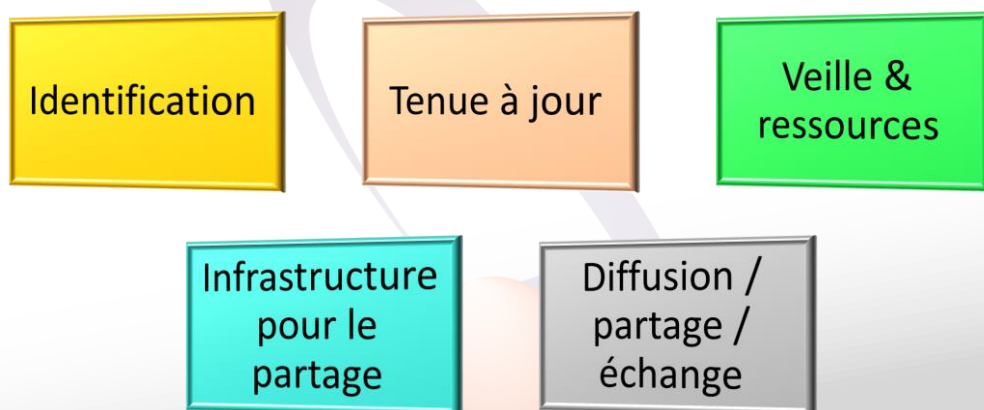 Identification
Tenue à jour
Veille &
ressources
Infrastructure
pour le
partage
Diffusion /
partage /
échange